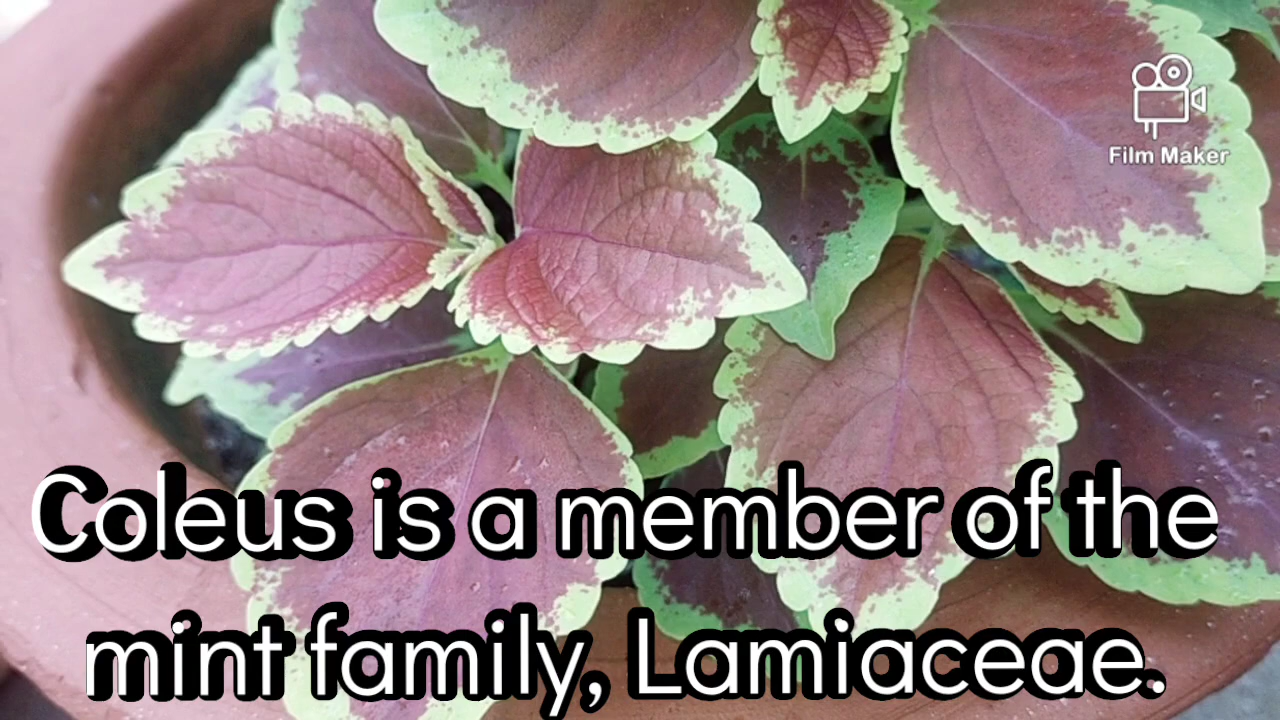 Film Maker
Coleus is a member of the
mint family, Lamiaceae.